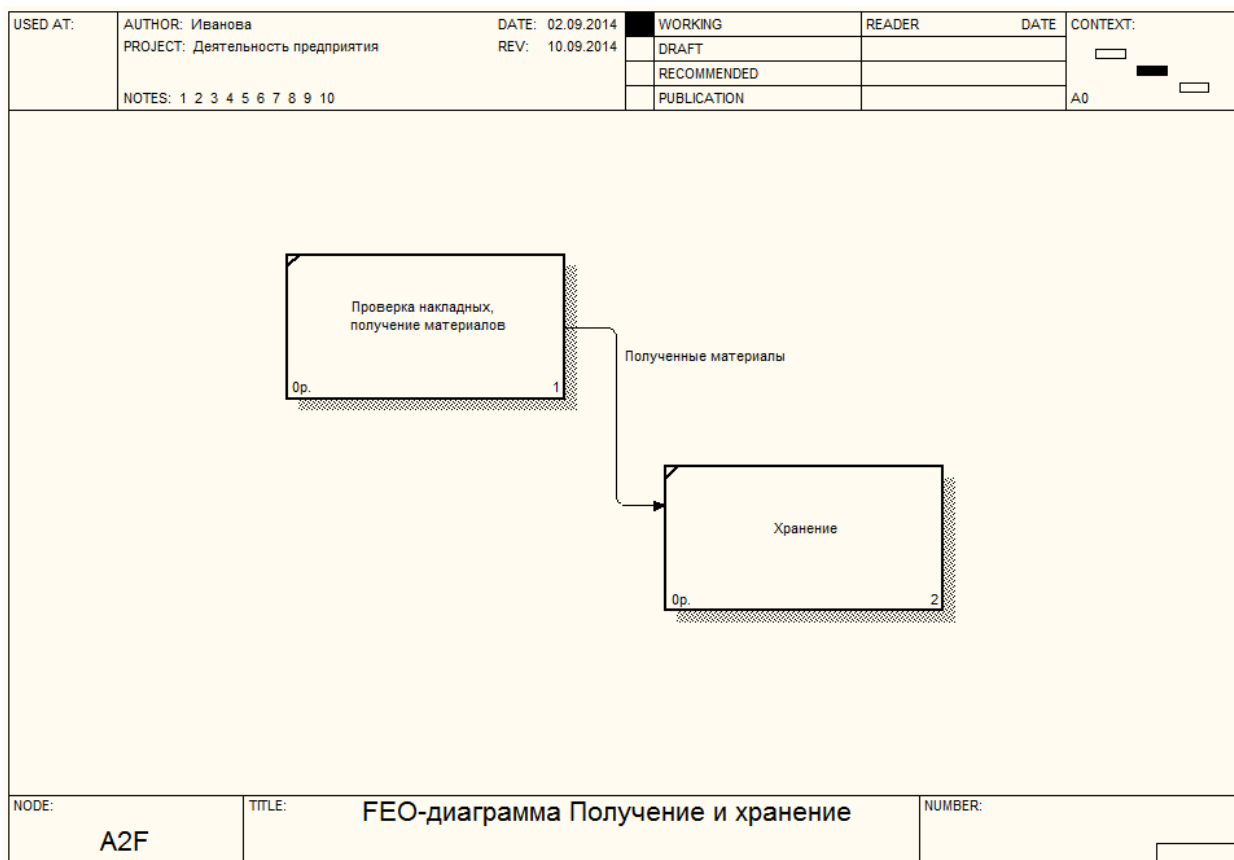 USED AT:
AUTHOR: Иванова
DATE: 02.09.2014
PROJECT: Деятельность предприятия
REV: 10.09.2014
NOTES: 1 2 3 4 5 6 7 8 9 10
WORKING
DRAFT
RECOMMENDED
PUBLICATION
READER DATE
CONTEXT:
A0
Проверка накладных,
получение материалов
0р. 1
Полученные материалы
Хранение
0р. 2
NODE:
A2F
TITLE:
FEO-диаграмма Получение и хранение
NUMBER: